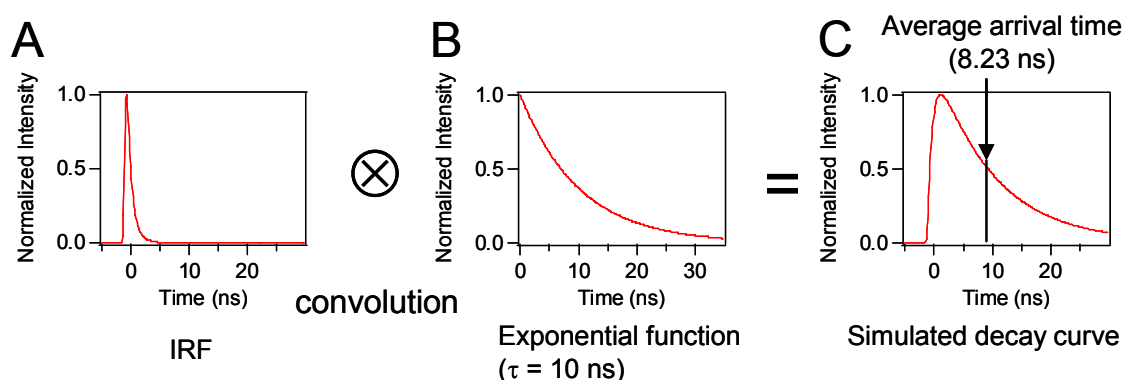 A
Normalized Intensity
1.0
0.5
0.0
0 10 20
Time (ns)
IRF
convolution
B
Normalized Intensity
1.0
0.5
0.0
0 10 20 30
Time (ns)
Exponential function
(τ = 10 ns)
=
C
Average arrival time
(8.23 ns)
Normalized Intensity
1.0
0.5
0.0
0 10 20
Time (ns)
Simulated decay curve